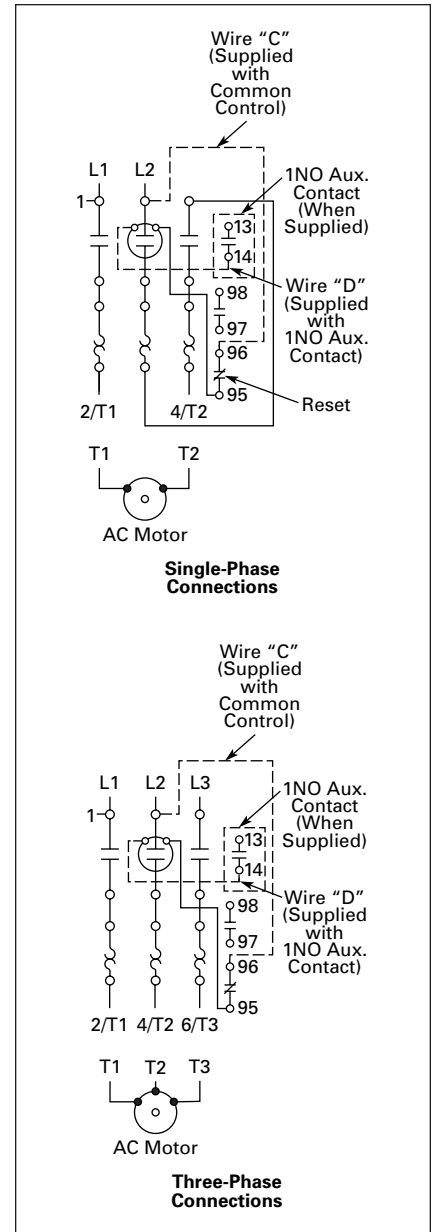 Wire “C”
(Supplied
with
Common
Control)
L1 L2
1
1NO Aux.
Contact
(When
Supplied)
13
14
Wire “D”
(Supplied
with
1NO Aux.
Contact)
98
97
96
95
Reset
2/T1 4/T2
T1 T2
AC Motor
Single-Phase
Connections
Wire “C”
(Supplied
with
Common
Control)
L1 L2 L3
1
1NO Aux.
Contact
(When
Supplied)
13
14
Wire “D”
(Supplied
with
1NO Aux.
Contact)
98
97
96
95
2/T1 4/T2 6/T3
T1 T2 T3
AC Motor
Three-Phase
Connections